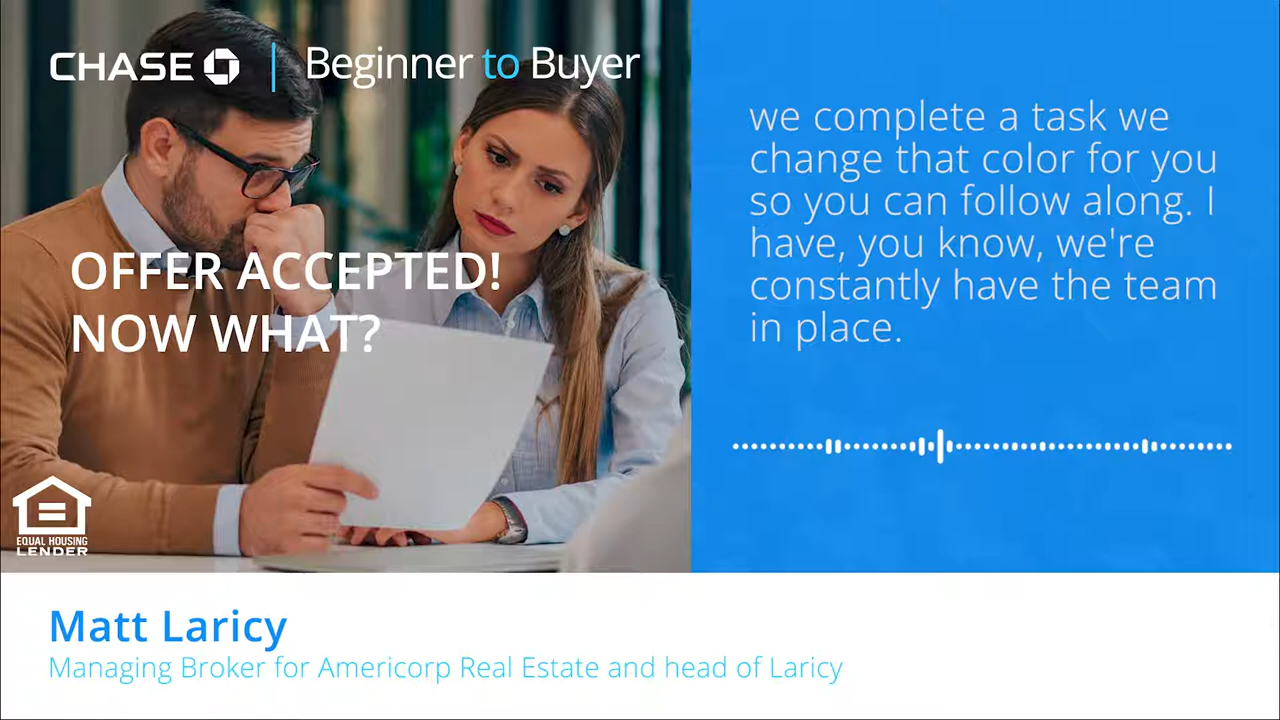 CHASE | Beginner to Buyer
OFFER ACCEPTED!
NOW WHAT?
EQUAL HOUSING
LENDER
we complete a task we
change that color for you
so you can follow along. I
have, you know, we're
constantly have the team
in place.
Matt Laricy
Managing Broker for Americorp Real Estate and head of Laricy